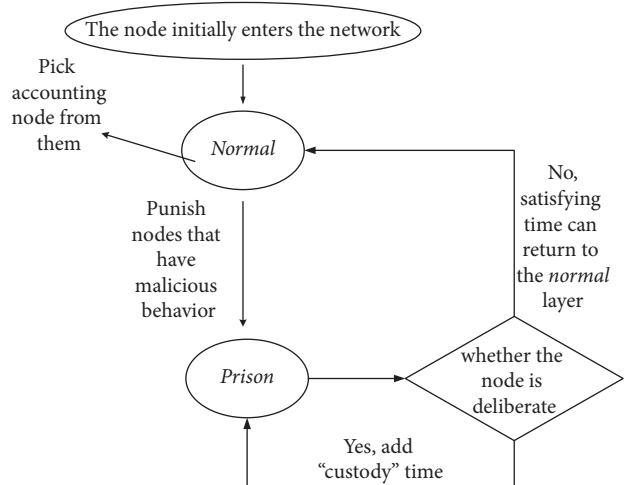 The node initially enters the network
Pick
accounting
node from
them
Normal
Punish
nodes that
have
malicious
behavior
No,
satisfying
time can
return to
the normal
layer
Prison
whether the
node is
deliberate
Yes, add
“custody” time